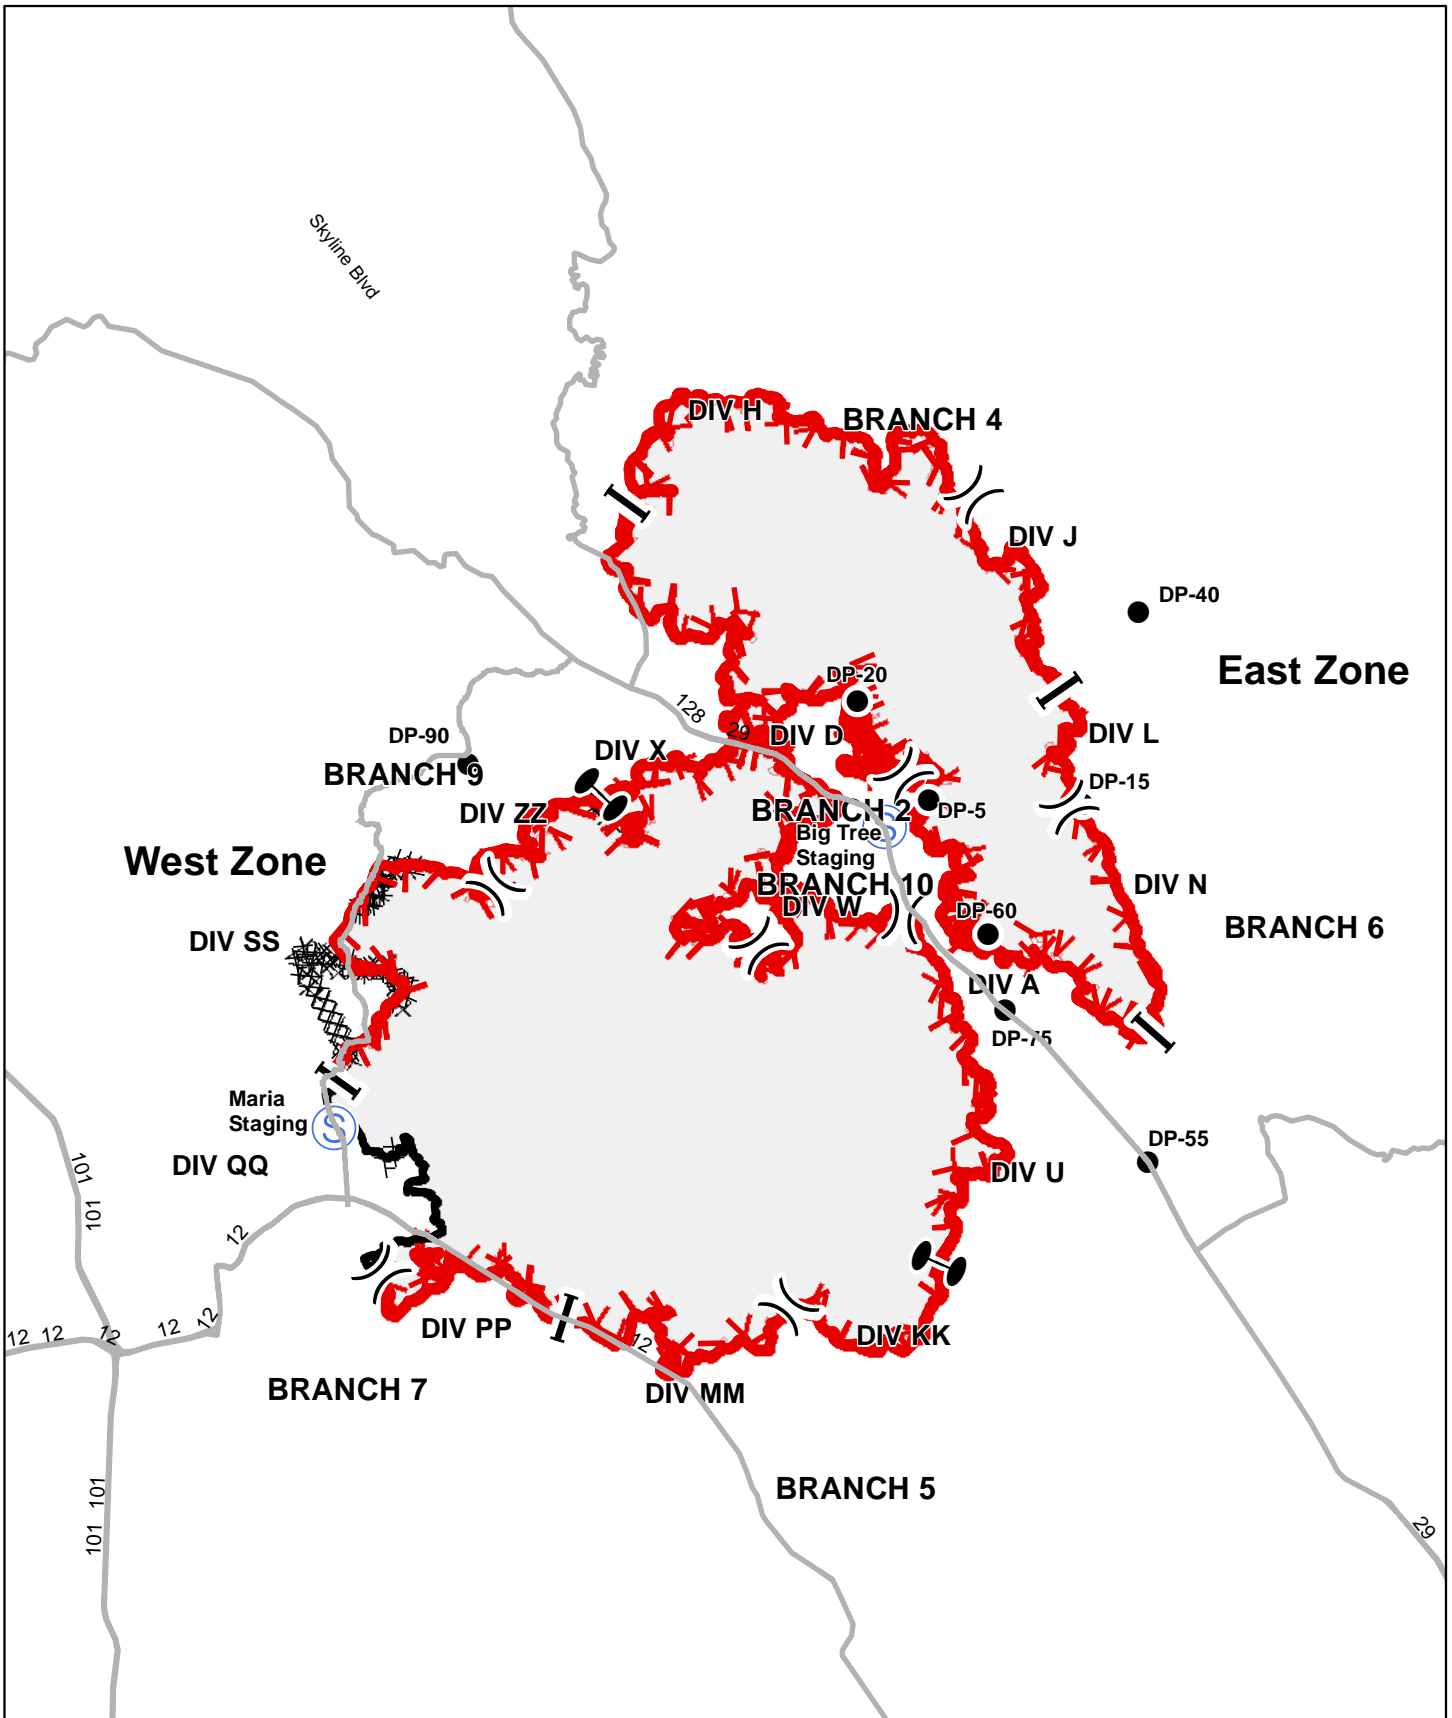 Skyline Blvd
DIV H
BRANCH 4
DIV J
DP-40
East Zone
DP-20
128
29
DIV D
DIV L
DP-90
DIV X
BRANCH 9
DP-15
DIV ZZ
BRANCH 2
DP-5
S
Big Tree
Staging
West Zone
BRANCH 10
DIV W
DIV N
DP-60
BRANCH 6
DIV SS
DIV A
DP-75
Maria
Staging
S
DIV QQ
DP-55
101
101
DIV U
12
12
12
12
12
12
DIV PP
12
DIV KK
BRANCH 7
DIV MM
BRANCH 5
101
101
29